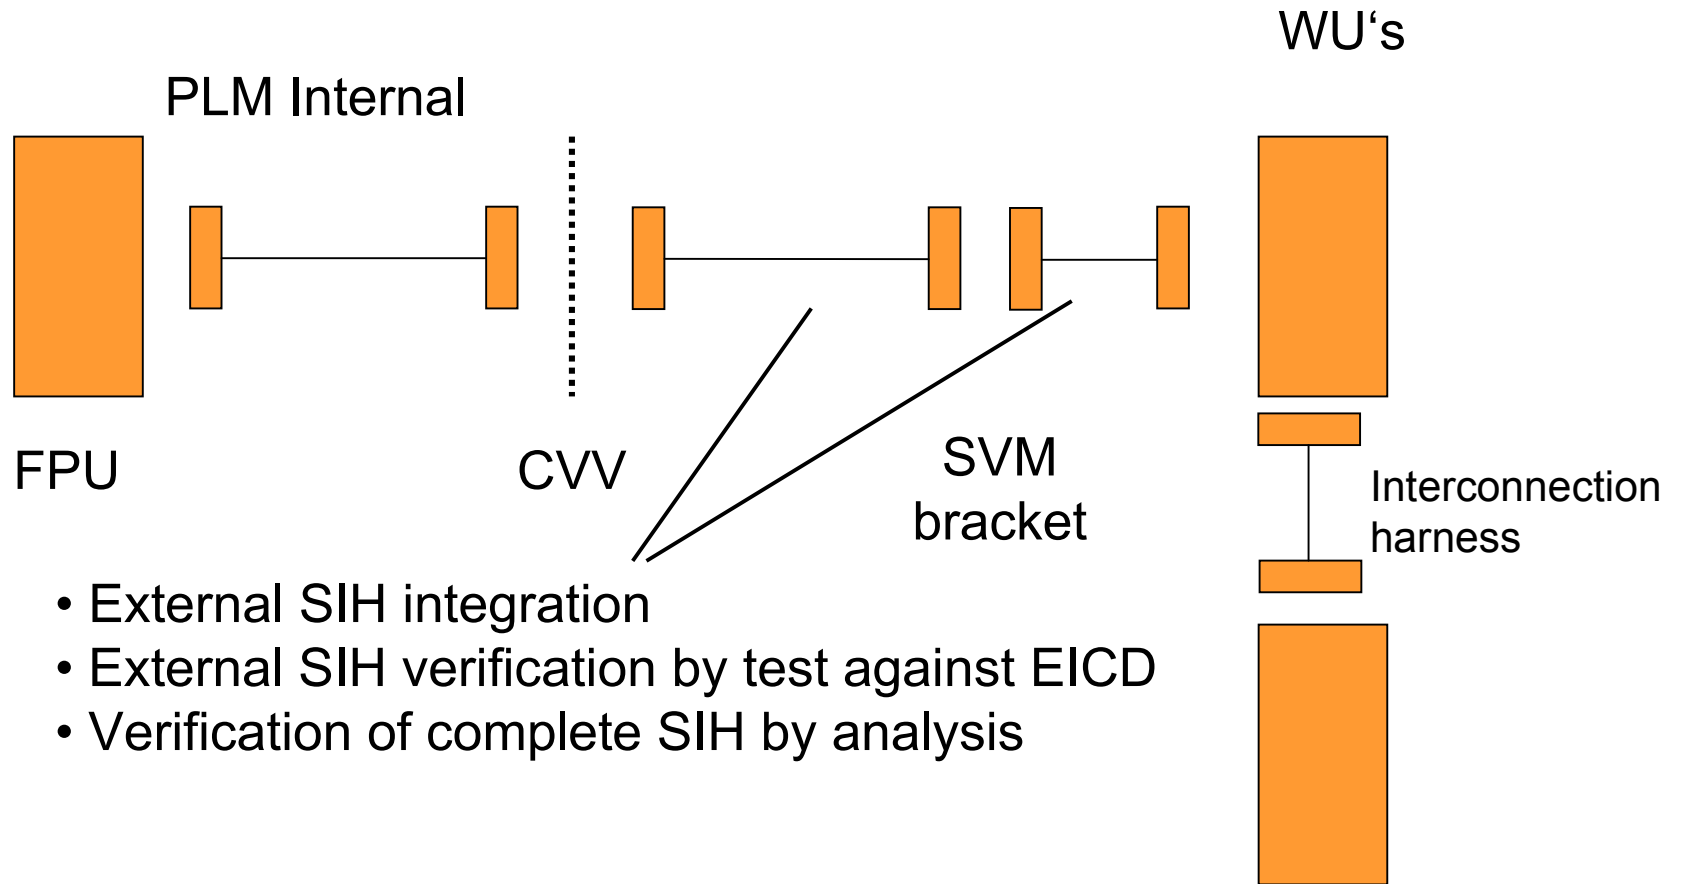 WU‘s
PLM Internal
FPU
CVV
SVM
bracket
Interconnection
harness
• External SIH integration
• External SIH verification by test against EICD
• Verification of complete SIH by analysis